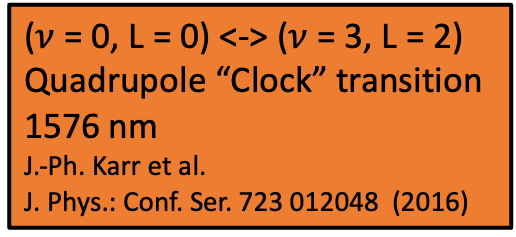 (ν = 0, L = 0) <-> (ν = 3, L = 2)
Quadrupole “Clock” transition
1576 nm
J.-Ph. Karr et al.
J. Phys.: Conf. Ser. 723 012048  (2016)